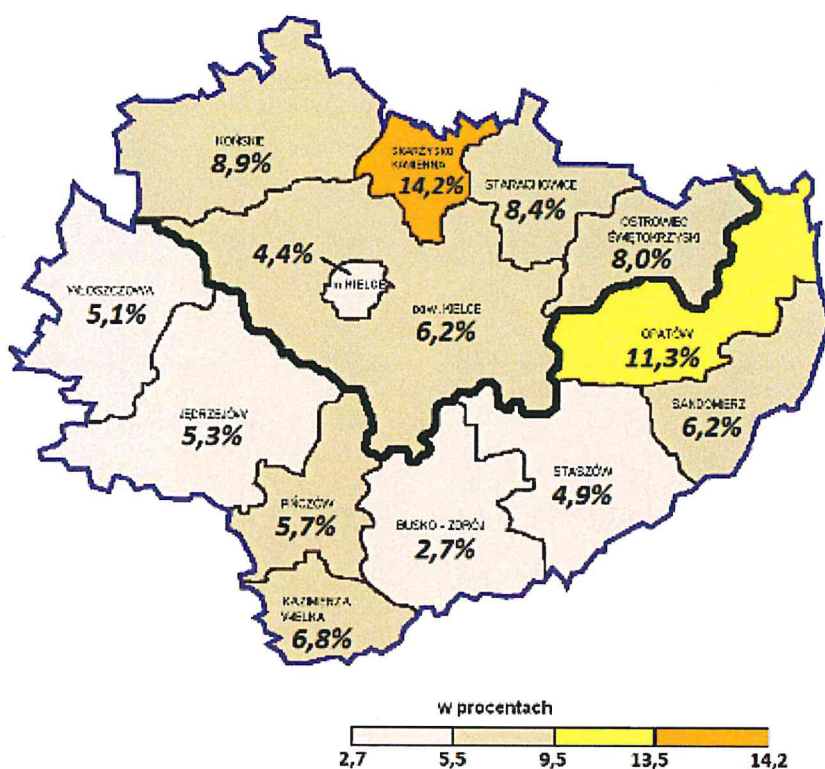 KOŃSKIE
8,9%
SKARŻYSKO
KAMIENNA
14,2%
STARACHOWICE
8,4%
OSTROWIEC
ŚWIĘTOKRZYSKI
8,0%
4,4%
m. KIELCE
WŁOSZCZOWA
5,1%
pow. KIELCE
6,2%
OPATÓW
11,3%
JĘDRZEJÓW
5,3%
SANDOMIERZ
6,2%
STASZÓW
4,9%
PIŃCZÓW
5,7%
BUSKO - ZDRÓJ
2,7%
KAZIMIERZA
WIELKA
6,8%
w procentach
2,7 5,5 9,5 13,5 14,2